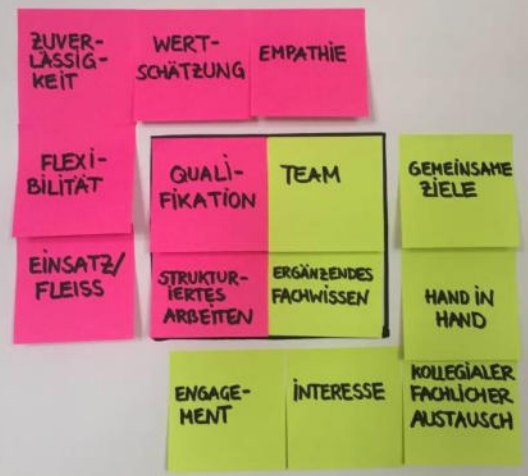 ZUVER-
LÄSSIG-
KEIT
WERT-
SCHÄTZUNG
EMPATHIE
FLEXI-
BILITÄT
QUALI-
FIKATION
TEAM
GEMEINSAME
ZIELE
EINSATZ/
FLEISS
STRUKTUR-
IERTES
ARBEITEN
ERGÄNZENDES
FACHWISSEN
HAND IN
HAND
ENGAGE-
MENT
INTERESSE
KOLLEGIALER
FACHLICHER
AUSTAUSCH